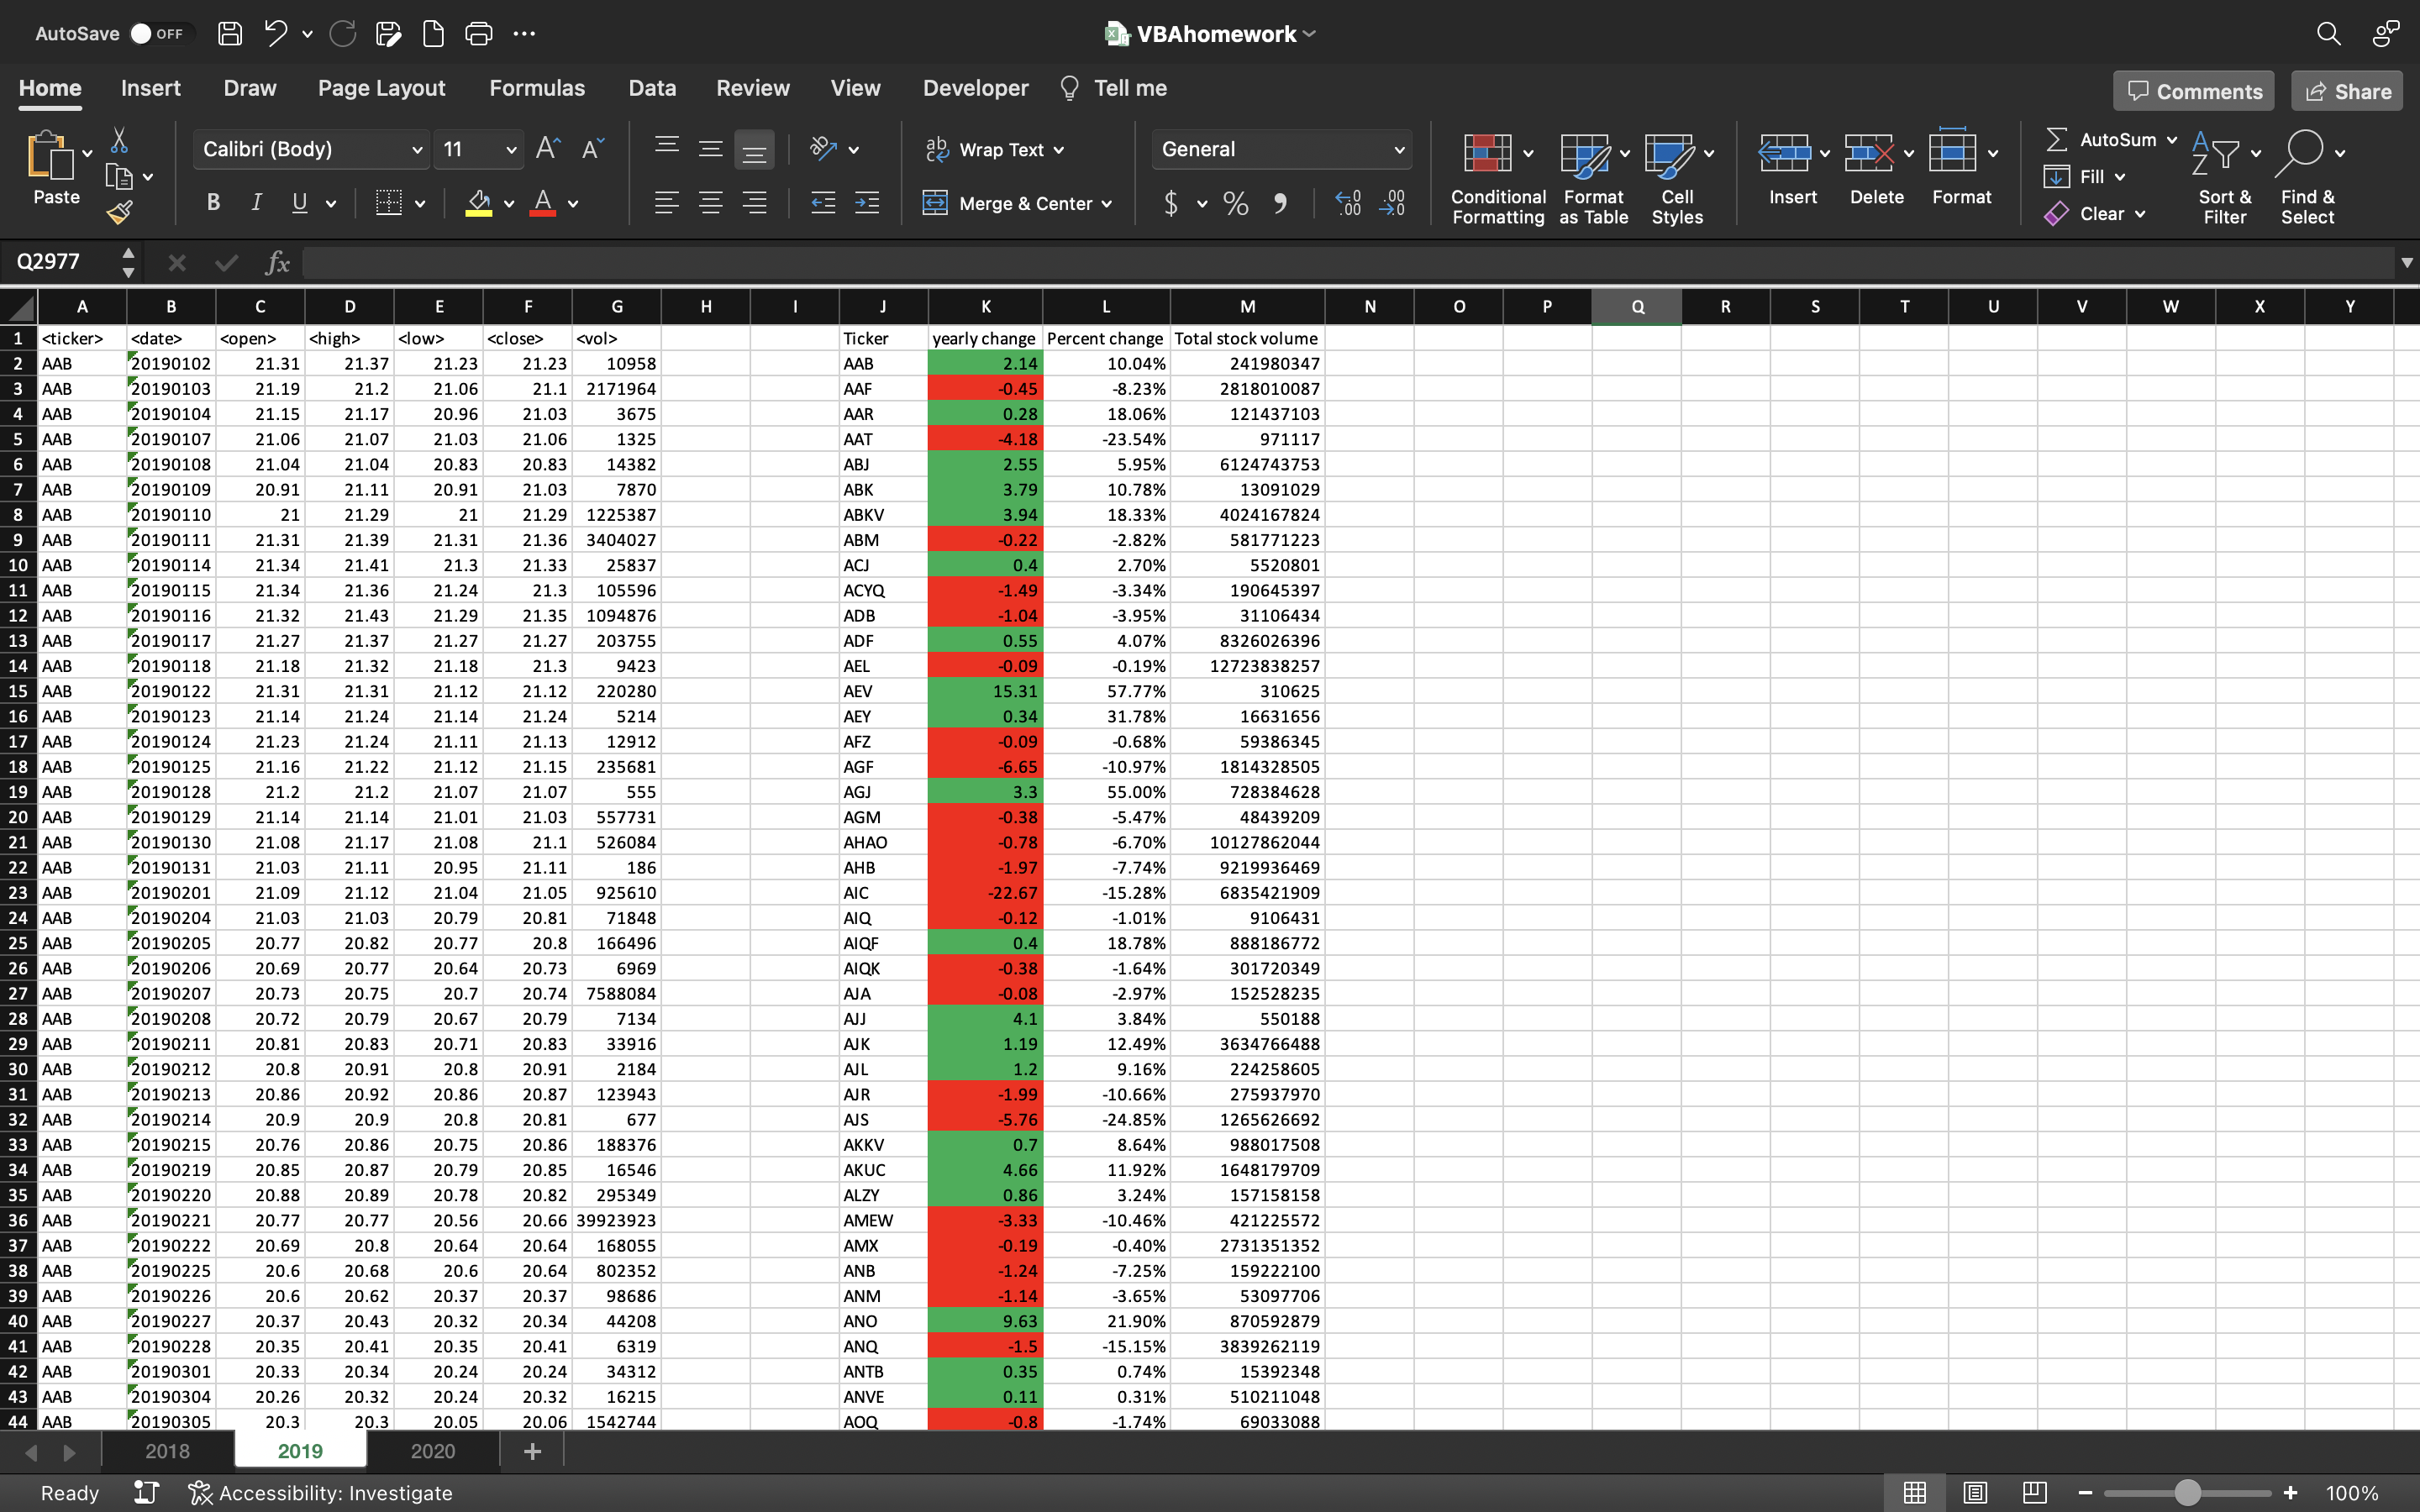 AutoSave OFF VBAhomework
Home Insert Draw Page Layout Formulas Data Review View Developer Tell me Comments Share
Paste Calibri (Body) 11 A A Wrap Text General Conditional Formatting Format as Table Cell Styles Insert Delete Format AutoSum Fill Clear Sort & Filter Find & Select
B I U A Merge & Center $ % .00 .00
Q2977 fx
A B C D E F G H I J K L M N O P Q R S T U V W X Y
1 <ticker> <date> <open> <high> <low> <close> <vol> Ticker yearly change Percent change Total stock volume
2 AAB 20190102 21.31 21.37 21.23 21.23 10958 AAB 2.14 10.04% 241980347
3 AAB 20190103 21.19 21.2 21.06 21.1 2171964 AAF -0.45 -8.23% 2818010087
4 AAB 20190104 21.15 21.17 20.96 21.03 3675 AAR 0.28 18.06% 121437103
5 AAB 20190107 21.06 21.07 21.03 21.06 1325 AAT -4.18 -23.54% 971117
6 AAB 20190108 21.04 21.04 20.83 20.83 14382 ABJ 2.55 5.95% 6124743753
7 AAB 20190109 20.91 21.11 20.91 21.03 7870 ABK 3.79 10.78% 13091029
8 AAB 20190110 21 21.29 21 21.29 1225387 ABKV 3.94 18.33% 4024167824
9 AAB 20190111 21.31 21.39 21.31 21.36 3404027 ABM -0.22 -2.82% 581771223
10 AAB 20190114 21.34 21.41 21.3 21.33 25837 ACJ 0.4 2.70% 5520801
11 AAB 20190115 21.34 21.36 21.24 21.3 105596 ACYQ -1.49 -3.34% 190645397
12 AAB 20190116 21.32 21.43 21.29 21.35 1094876 ADB -1.04 -3.95% 31106434
13 AAB 20190117 21.27 21.37 21.27 21.27 203755 ADF 0.55 4.07% 8326026396
14 AAB 20190118 21.18 21.32 21.18 21.3 9423 AEL -0.09 -0.19% 12723838257
15 AAB 20190122 21.31 21.31 21.12 21.12 220280 AEV 15.31 57.77% 310625
16 AAB 20190123 21.14 21.24 21.14 21.24 5214 AEY 0.34 31.78% 16631656
17 AAB 20190124 21.23 21.24 21.11 21.13 12912 AFZ -0.09 -0.68% 59386345
18 AAB 20190125 21.16 21.22 21.12 21.15 235681 AGF -6.65 -10.97% 1814328505
19 AAB 20190128 21.2 21.2 21.07 21.07 555 AGJ 3.3 55.00% 728384628
20 AAB 20190129 21.14 21.14 21.01 21.03 557731 AGM -0.38 -5.47% 48439209
21 AAB 20190130 21.08 21.17 21.08 21.1 526084 AHAO -0.78 -6.70% 10127862044
22 AAB 20190131 21.03 21.11 20.95 21.11 186 AHB -1.97 -7.74% 9219936469
23 AAB 20190201 21.09 21.12 21.04 21.05 925610 AIC -22.67 -15.28% 6835421909
24 AAB 20190204 21.03 21.03 20.79 20.81 71848 AIQ -0.12 -1.01% 9106431
25 AAB 20190205 20.77 20.82 20.77 20.8 166496 AIQF 0.4 18.78% 888186772
26 AAB 20190206 20.69 20.77 20.64 20.73 6969 AIQK -0.38 -1.64% 301720349
27 AAB 20190207 20.73 20.75 20.7 20.74 7588084 AJA -0.08 -2.97% 152528235
28 AAB 20190208 20.72 20.79 20.67 20.79 7134 AJJ 4.1 3.84% 550188
29 AAB 20190211 20.81 20.83 20.71 20.83 33916 AJK 1.19 12.49% 3634766488
30 AAB 20190212 20.8 20.91 20.8 20.91 2184 AJL 1.2 9.16% 224258605
31 AAB 20190213 20.86 20.92 20.86 20.87 123943 AJR -1.99 -10.66% 275937970
32 AAB 20190214 20.9 20.9 20.8 20.81 677 AJS -5.76 -24.85% 1265626692
33 AAB 20190215 20.76 20.86 20.75 20.86 188376 AKKV 0.7 8.64% 988017508
34 AAB 20190219 20.85 20.87 20.79 20.85 16546 AKUC 4.66 11.92% 1648179709
35 AAB 20190220 20.88 20.89 20.78 20.82 295349 ALZY 0.86 3.24% 157158158
36 AAB 20190221 20.77 20.77 20.56 20.66 39923923 AMEW -3.33 -10.46% 421225572
37 AAB 20190222 20.69 20.8 20.64 20.64 168055 AMX -0.19 -0.40% 2731351352
38 AAB 20190225 20.6 20.68 20.6 20.64 802352 ANB -1.24 -7.25% 159222100
39 AAB 20190226 20.6 20.62 20.37 20.37 98686 ANM -1.14 -3.65% 53097706
40 AAB 20190227 20.37 20.43 20.32 20.34 44208 ANO 9.63 21.90% 870592879
41 AAB 20190228 20.35 20.41 20.35 20.41 6319 ANQ -1.5 -15.15% 3839262119
42 AAB 20190301 20.33 20.34 20.24 20.24 34312 ANTB 0.35 0.74% 15392348
43 AAB 20190304 20.26 20.32 20.24 20.32 16215 ANVE 0.11 0.31% 510211048
44 AAB 20190305 20.3 20.3 20.05 20.06 1542744 AOQ -0.8 -1.74% 69033088
2018 2019 2020
Ready Accessibility: Investigate 100%